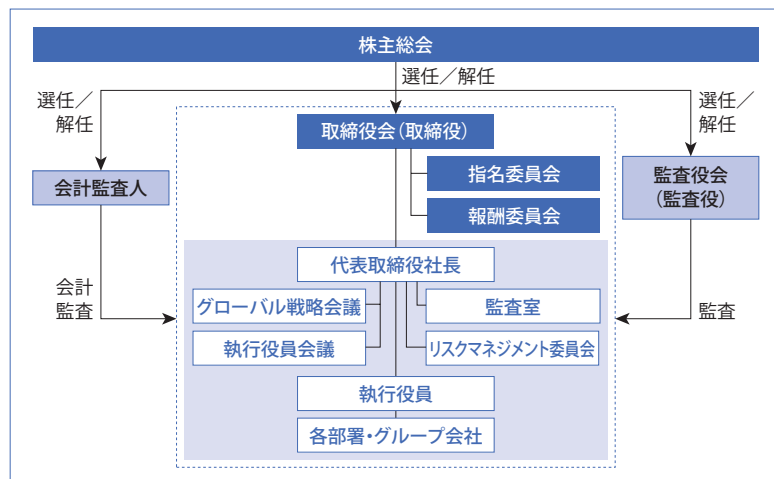 株主総会
選任／解任
選任／
解任
選任／
解任
取締役会（取締役）
指名委員会
会計監査人
監査役会
（監査役）
報酬委員会
代表取締役社長
会計
監査
グローバル戦略会議
監査室
監査
執行役員会議
リスクマネジメント委員会
執行役員
各部署・グループ会社